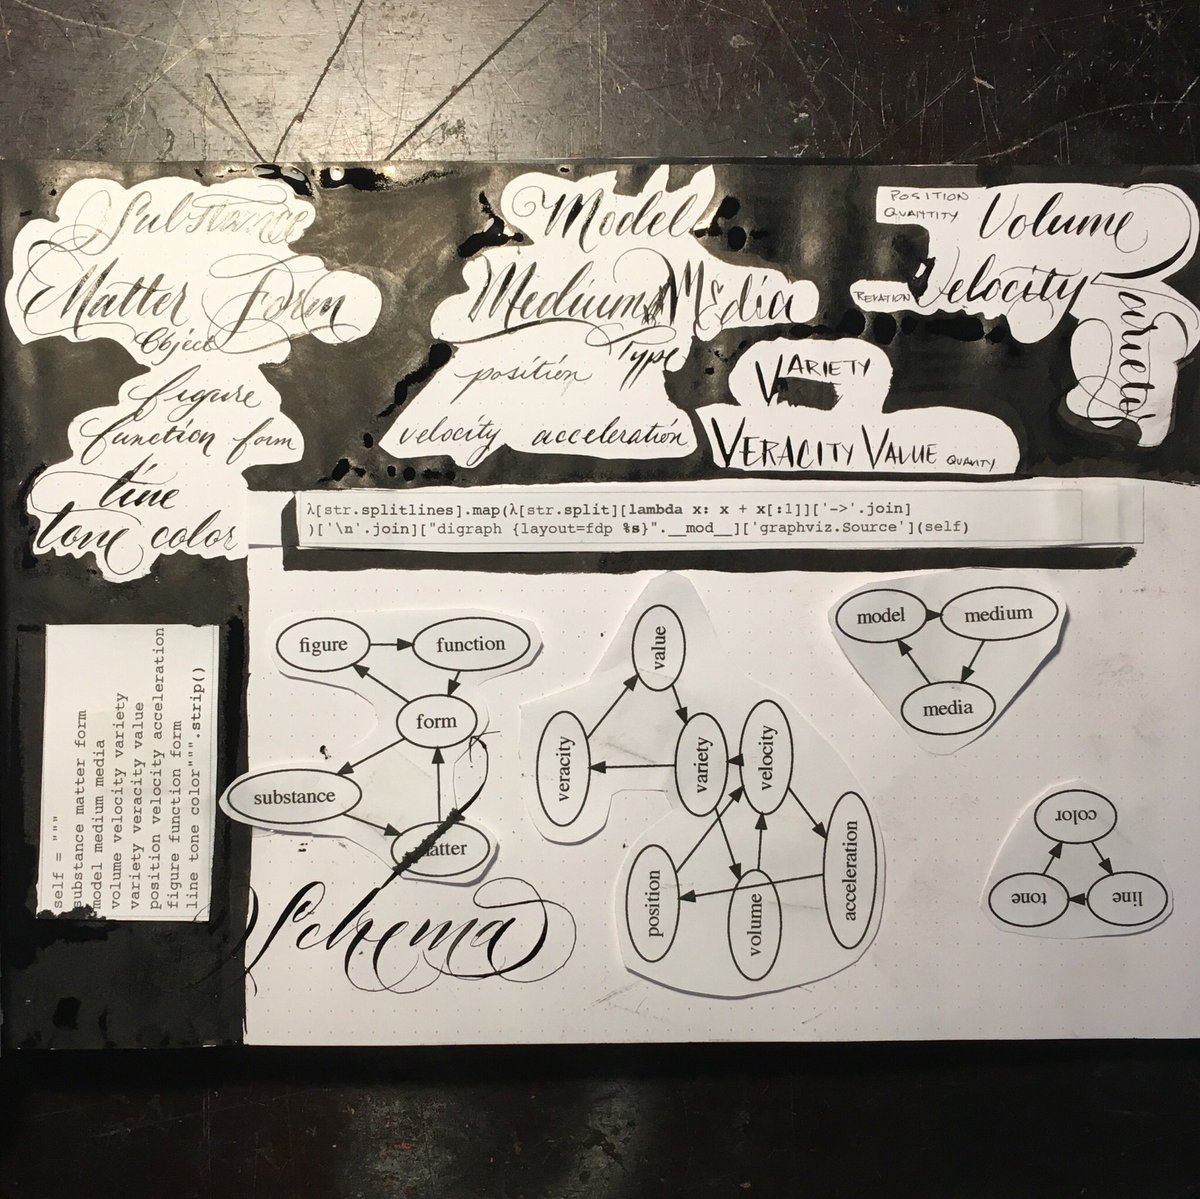 Substance
Matter Form
Object
figure
function form
line
tone color
Model
Medium Media
Type
position
velocity acceleration
POSITION
QUANTITY
Volume
Velocity
Variety
VARIETY
VERACITY VALUE
λ[str.splitlines].map(λ[str.split][lambda x: x + x[:1]]['->'.join]
)['\n'.join]["digraph {layout=fdp %s}".__mod__]['graphviz.Source'](self)
self = """
substance matter form
model medium media
volume velocity variety
variety veracity value
position velocity acceleration
figure function form
line tone color""".strip()
figure
function
form
substance
matter
value
veracity
variety
velocity
position
volume
acceleration
model
medium
media
color
tone
line
Schema